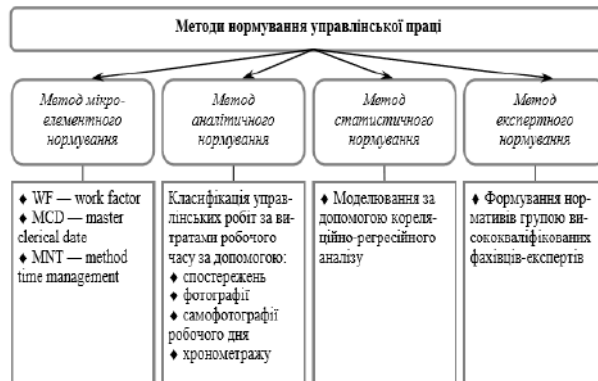 Методи нормування управлінської праці
Метод мікро-
елементного
нормування
Метод
аналітичного
нормування
Метод
статистичного
нормування
Метод
експертного
нормування
♦ WF — work factor
♦ MCD — master
clerical date
♦ MNT — method
time management
Класифікація управ-
лінських робіт за ви-
тратами робочого
часу за допомогою:
♦ спостережень
♦ фотографії
♦ самофотографії
робочого дня
♦ хронометражу
♦ Моделювання за
допомогою кореля-
ційно-регресійного
аналізу
♦ Формування нор-
мативів групою ви-
сококваліфікованих
фахівців-експертів